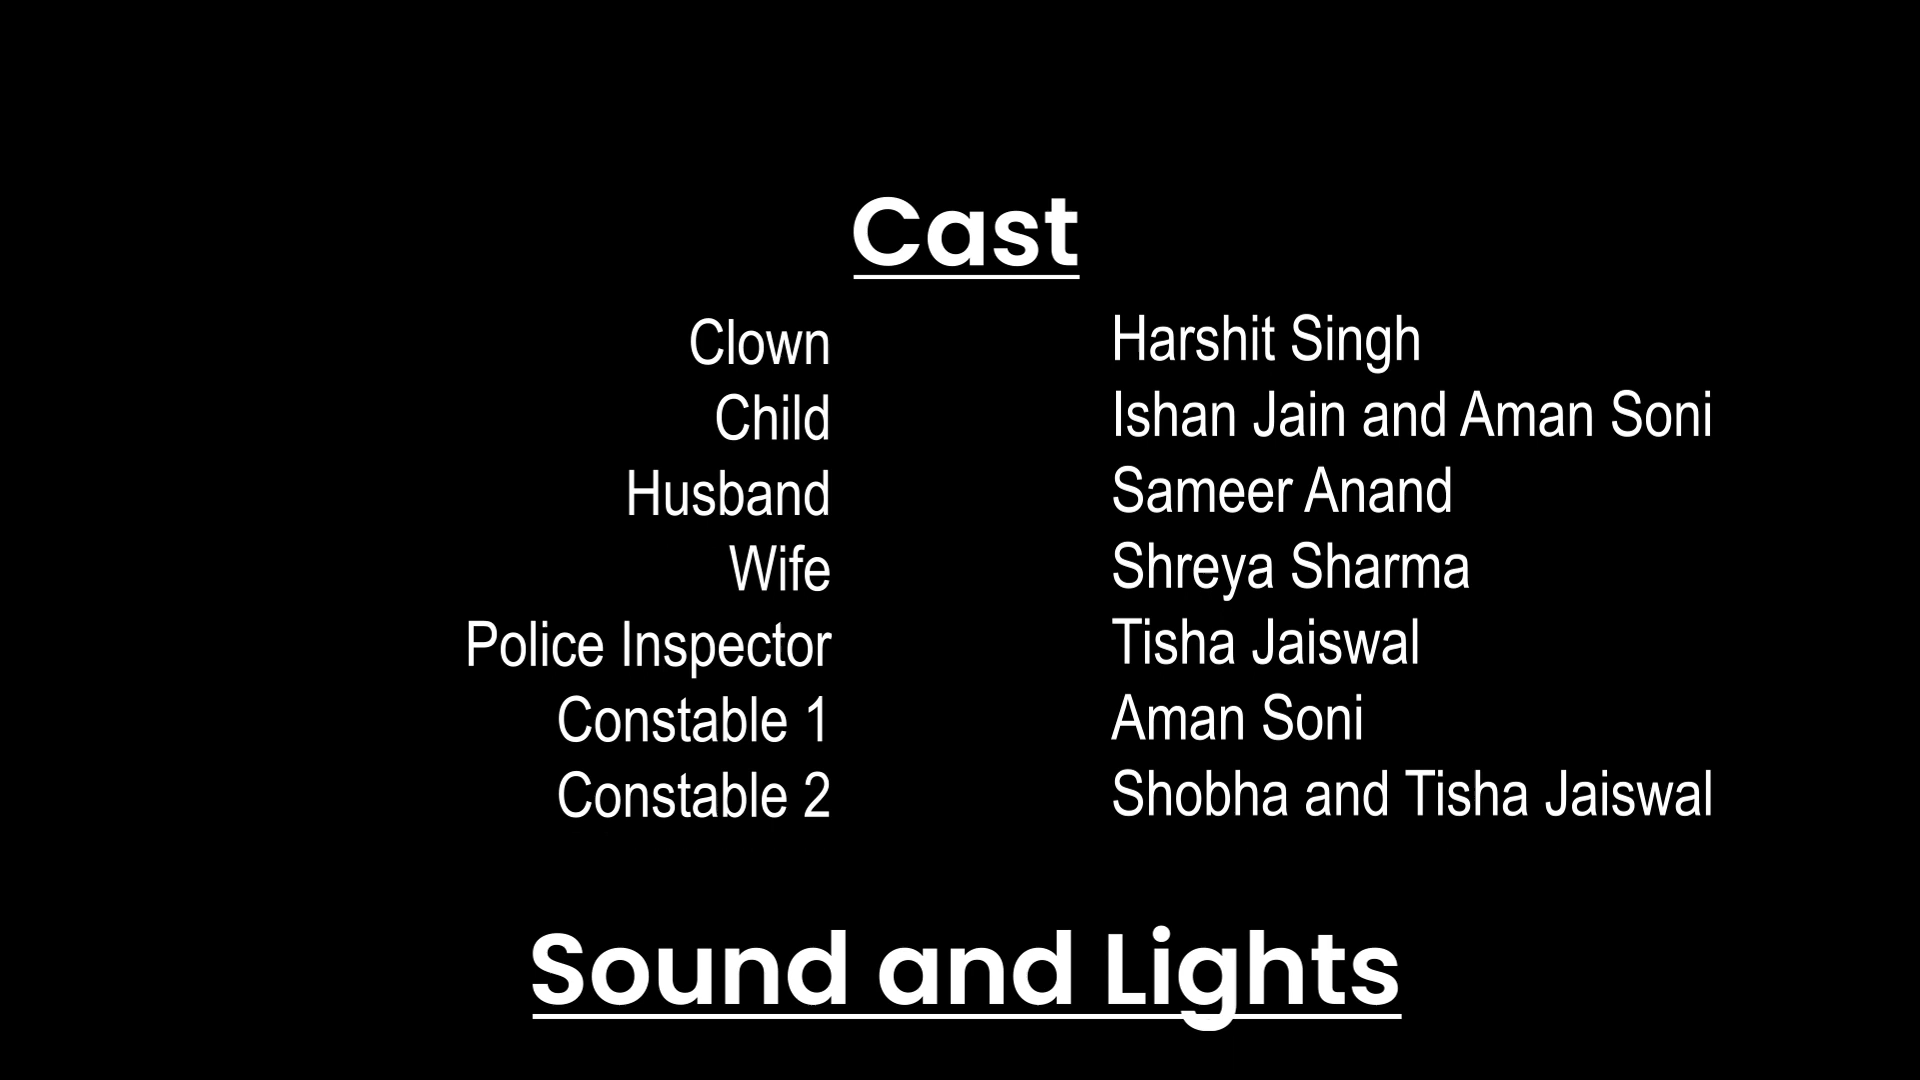 Cast
Clown Harshit Singh
Child Ishan Jain and Aman Soni
Husband Sameer Anand
Wife Shreya Sharma
Police Inspector Tisha Jaiswal
Constable 1 Aman Soni
Constable 2 Shobha and Tisha Jaiswal
Sound and Lights